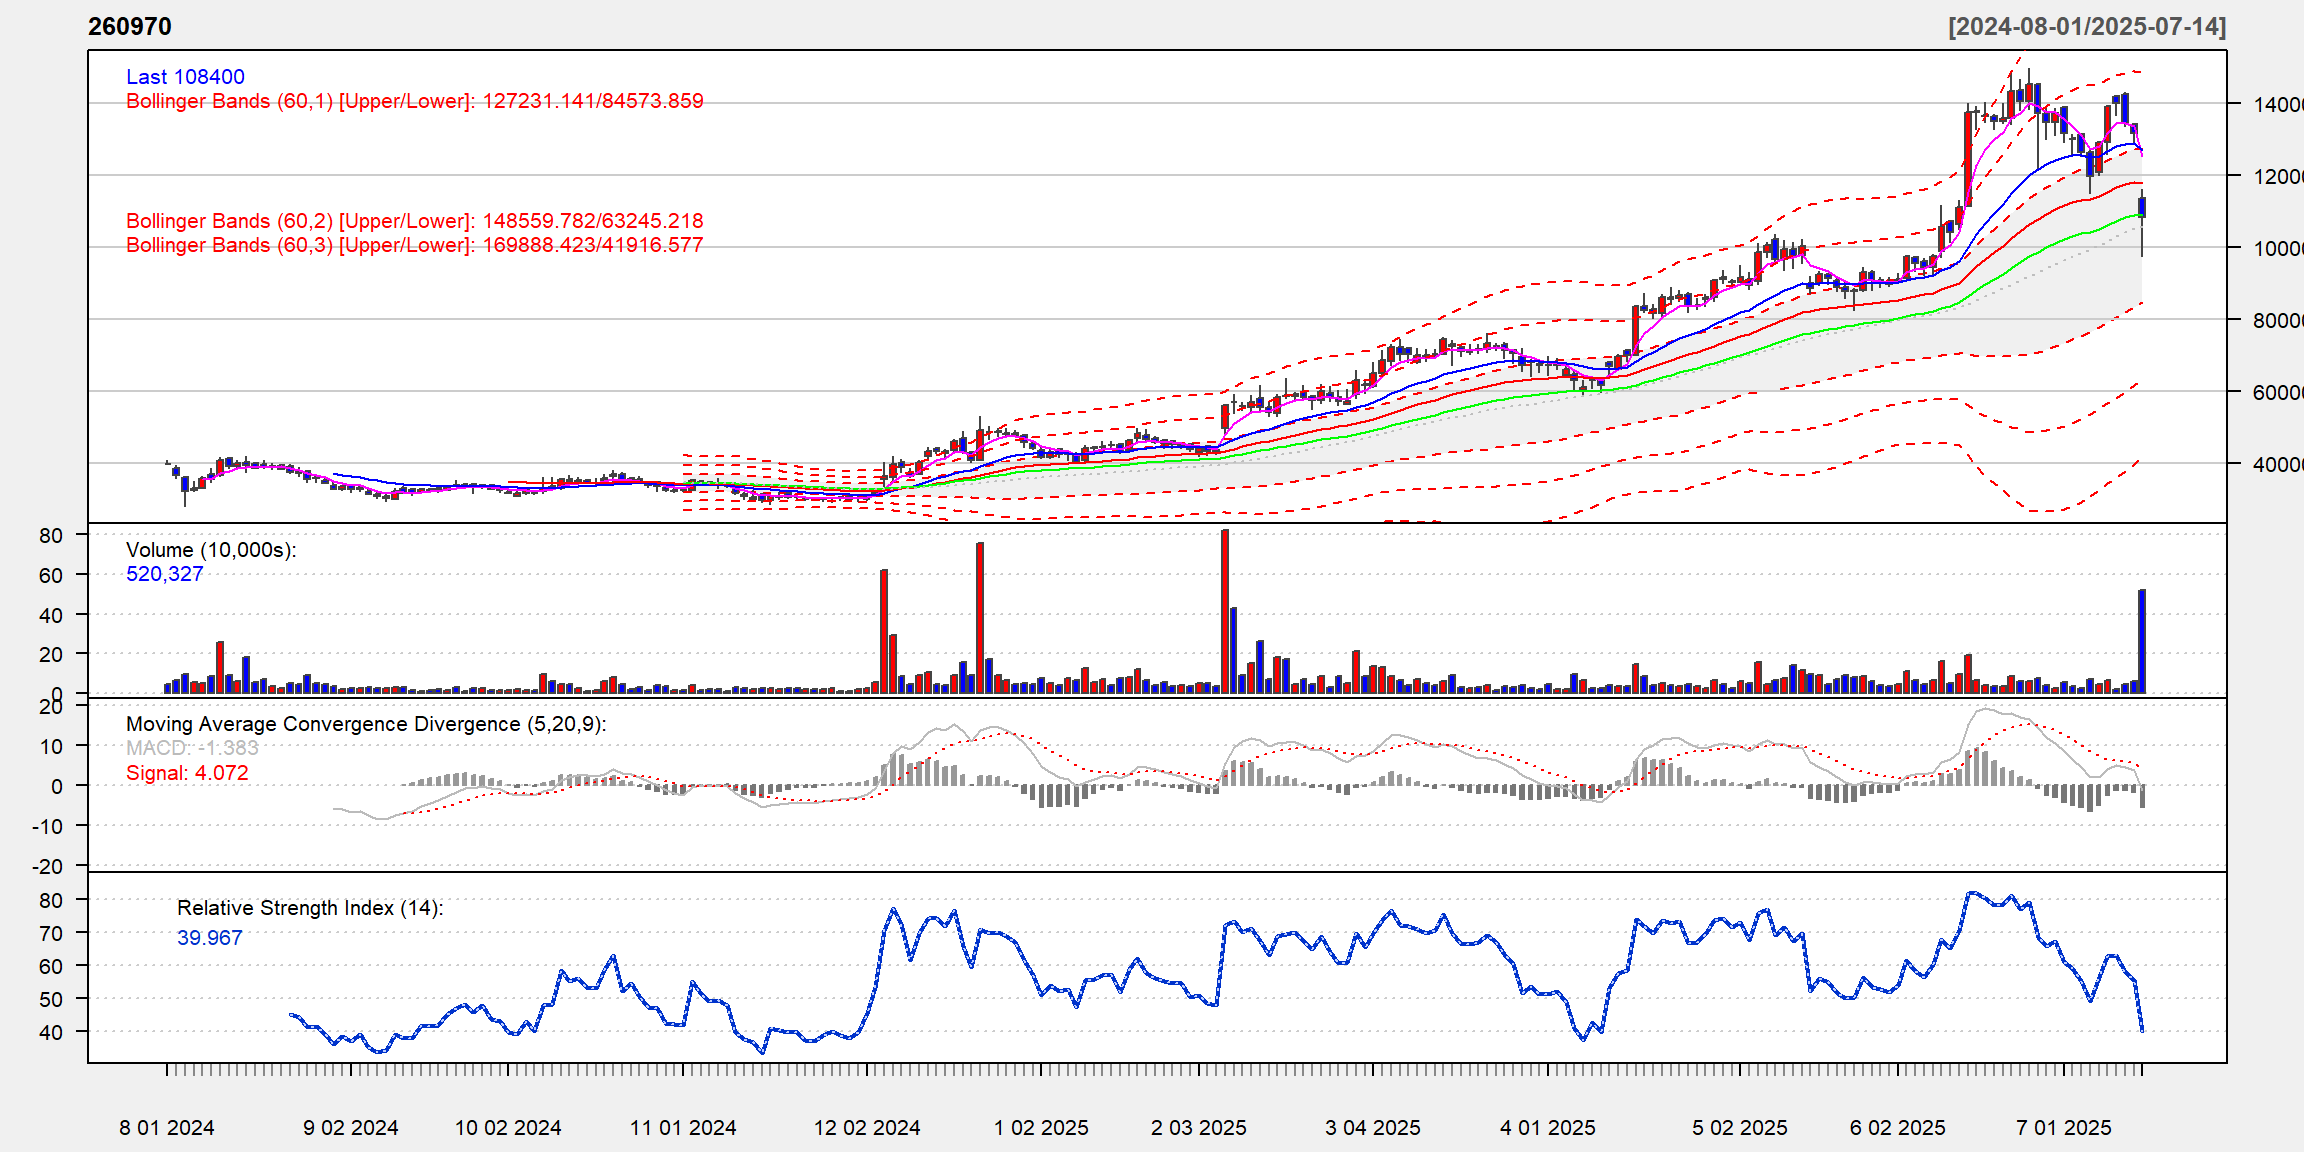 260970
[2024-08-01/2025-07-14]
Last 108400
Bollinger Bands (60,1) [Upper/Lower]: 127231.141/84573.859
Bollinger Bands (60,2) [Upper/Lower]: 148559.782/63245.218
Bollinger Bands (60,3) [Upper/Lower]: 169888.423/41916.577
14000
12000
10000
80000
60000
40000
Volume (10,000s):
520,327
80
60
40
20
0
Moving Average Convergence Divergence (5,20,9):
MACD: -1.383
Signal: 4.072
20
10
0
-10
-20
Relative Strength Index (14):
39.967
80
70
60
50
40
8 01 2024
9 02 2024
10 02 2024
11 01 2024
12 02 2024
1 02 2025
2 03 2025
3 04 2025
4 01 2025
5 02 2025
6 02 2025
7 01 2025